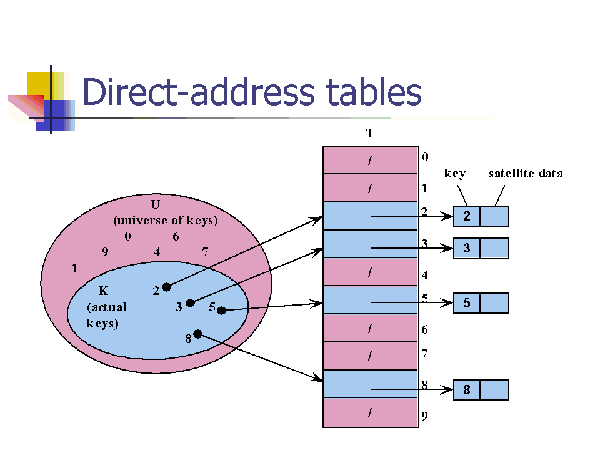 Direct-address tables
T
U
(universe of keys)
0 6
9 4 7
1
K
(actual
keys)
2
3 5
8
/ 0
/ 1
2
3
/ 4
5
/ 6
/ 7
8
/ 9
key satellite data
2
3
5
8